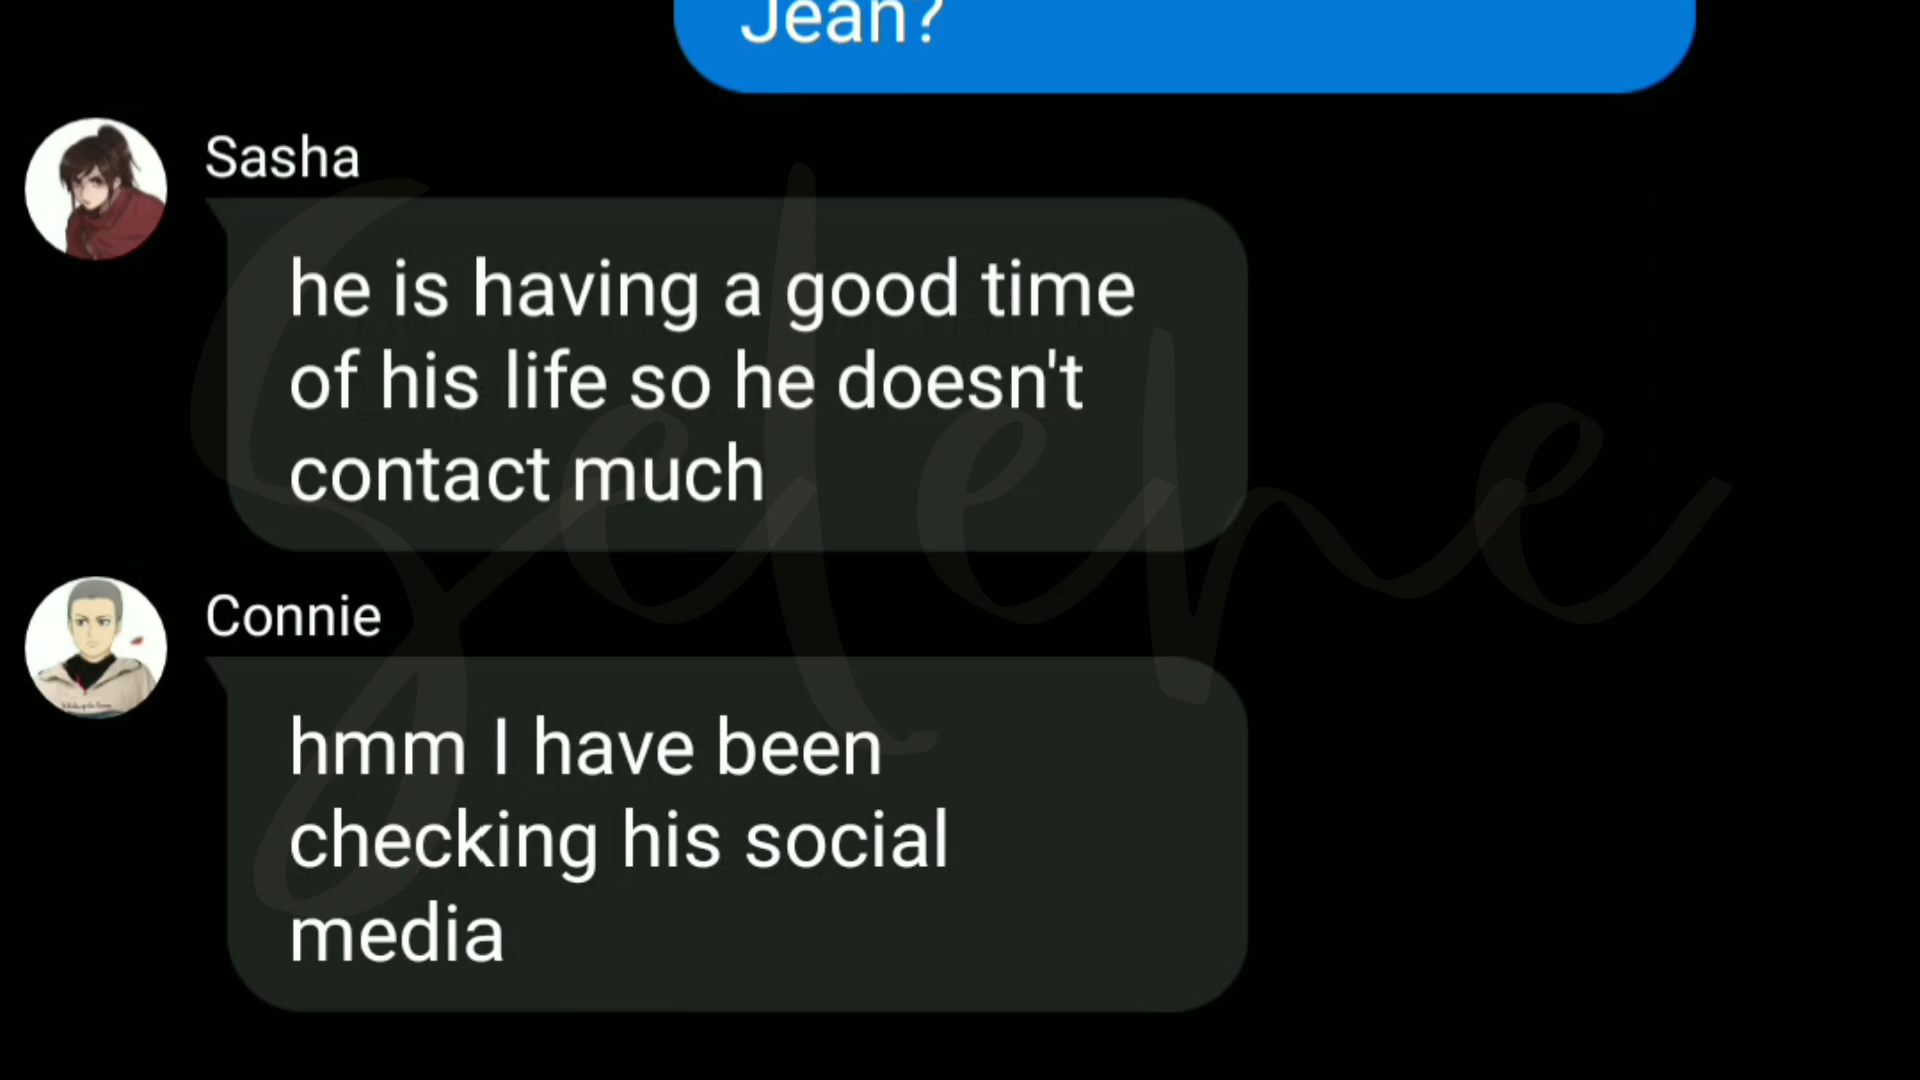 Jean?
Sasha
he is having a good time
of his life so he doesn't
contact much
Connie
hmm I have been
checking his social
media
Selene